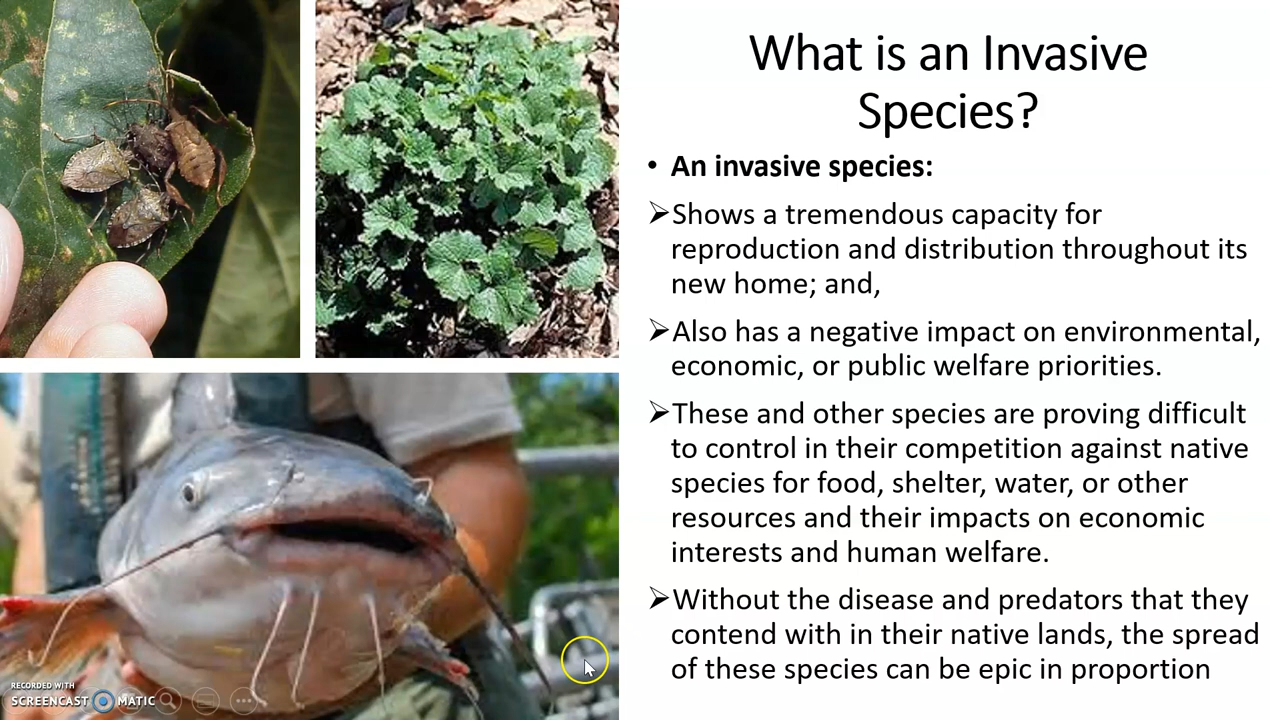 What is an Invasive
Species?
• An invasive species:
➢Shows a tremendous capacity for
reproduction and distribution throughout its
new home; and,
➢Also has a negative impact on environmental,
economic, or public welfare priorities.
➢These and other species are proving difficult
to control in their competition against native
species for food, shelter, water, or other
resources and their impacts on economic
interests and human welfare.
➢Without the disease and predators that they
contend with in their native lands, the spread
of these species can be epic in proportion
RECORDED WITH
SCREENCAST MATIC